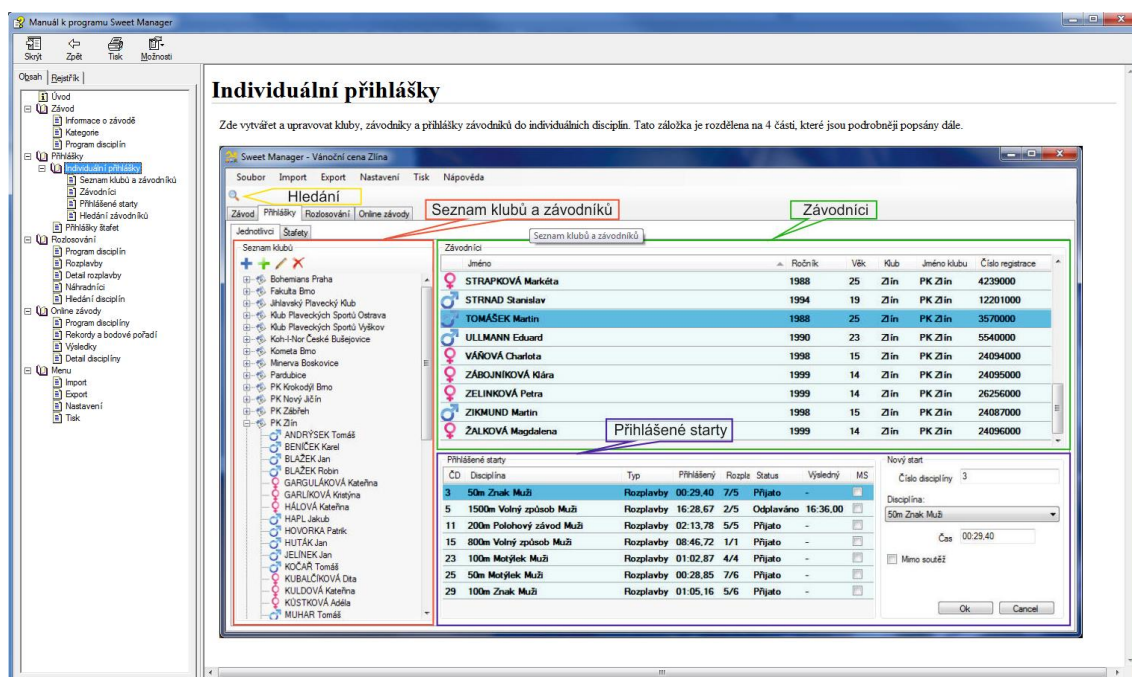 Manuál k programu Sweet Manager
Skrýt Zpět Tisk Možnosti
Obsah Rejstřík
Úvod
Závod
Informace o závodě
Kategorie
Program disciplín
Přihlášky
Individuální přihlášky
Seznam klubů a závodníků
Závodníci
Přihlášené starty
Hledání závodníků
Přihlášky štafet
Rozlosování
Program disciplín
Rozplavby
Detail rozplavby
Náhradníci
Hledání disciplín
Online závody
Program disciplíny
Rekordy a bodové pořadí
Výsledky
Detail disciplíny
Menu
Import
Export
Nastavení
Tisk
Individuální přihlášky
Zde vytvářet a upravovat kluby, závodníky a přihlášky závodníků do individuálních disciplin. Tato záložka je rozdělena na 4 části, které jsou podrobněji popsány dále.
Sweet Manager - Vánoční cena Zlína
Soubor Import Export Nastavení Tisk Nápověda
Hledání
Závod Přihlášky Rozlosování Online závody
Seznam klubů a závodníků
Závodníci
Jednotlivci Štafety
Seznam klubů a závodníků
Seznam klubů
Bohemians Praha
Fakulta Brno
Jihlavský Plavecký Klub
Klub Plaveckých Sportů Ostrava
Klub Plaveckých Sportů Vyškov
Koh-I-Nor České Budejovice
Kometa Brno
Minerva Boskovice
Pardubice
PK Krokodýl Brno
PK Nový Jičín
PK Zábřeh
PK Zlín
ANDRÝSEK Tomáš
BENÍČEK Karel
BLAŽEK Jan
BLAŽEK Robin
GARGULÁKOVÁ Kateřina
GARLÍKOVÁ Kristýna
HÁLOVÁ Kateřina
HAPL Jakub
HOVORKA Patrik
HUTÁK Jan
JELÍNEK Jan
KOČAŘ Tomáš
KUBALČÍKOVÁ Dita
KULDOVÁ Kateřina
KŮSTKOVÁ Adéla
MUHAR Tomáš
Závodníci
Jméno Ročník Věk Klub Jméno klubu Číslo registrace
STRAPKOVÁ Markéta 1988 25 Zlín PK Zlín 4239000
STRNAD Stanislav 1994 19 Zlín PK Zlín 12201000
TOMÁŠEK Martin 1988 25 Zlín PK Zlín 3570000
ULLMANN Eduard 1990 23 Zlín PK Zlín 5540000
VÁŇOVÁ Charlota 1998 15 Zlín PK Zlín 24094000
ZÁBOJNÍKOVÁ Klára 1999 14 Zlín PK Zlín 24095000
ZELINKOVÁ Petra 1999 14 Zlín PK Zlín 26256000
ZIKMUND Martin 1998 15 Zlín PK Zlín 24087000
ŽALKOVÁ Magdalena 1999 14 Zlín PK Zlín 24096000
Přihlášené starty
Přihlášené starty
ČD Disciplína Typ Přihlášený Rozpla Status Výsledný MS
3 50m Znak Muži Rozplavby 00:29,40 7/5 Přijato -
5 1500m Volný způsob Muži Rozplavby 16:28,67 2/5 Odplaváno 16:36,00
11 200m Polohový závod Muži Rozplavby 02:13,78 5/5 Přijato -
15 800m Volný způsob Muži Rozplavby 08:46,72 1/1 Přijato -
23 100m Motýlek Muži Rozplavby 01:02,87 4/4 Přijato -
25 50m Motýlek Muži Rozplavby 00:28,85 7/6 Přijato -
29 100m Znak Muži Rozplavby 01:05,16 5/6 Přijato -
Nový start
Číslo disciplíny 3
Disciplína:
50m Znak Muži
Čas 00:29,40
Mimo soutěž
Ok Cancel